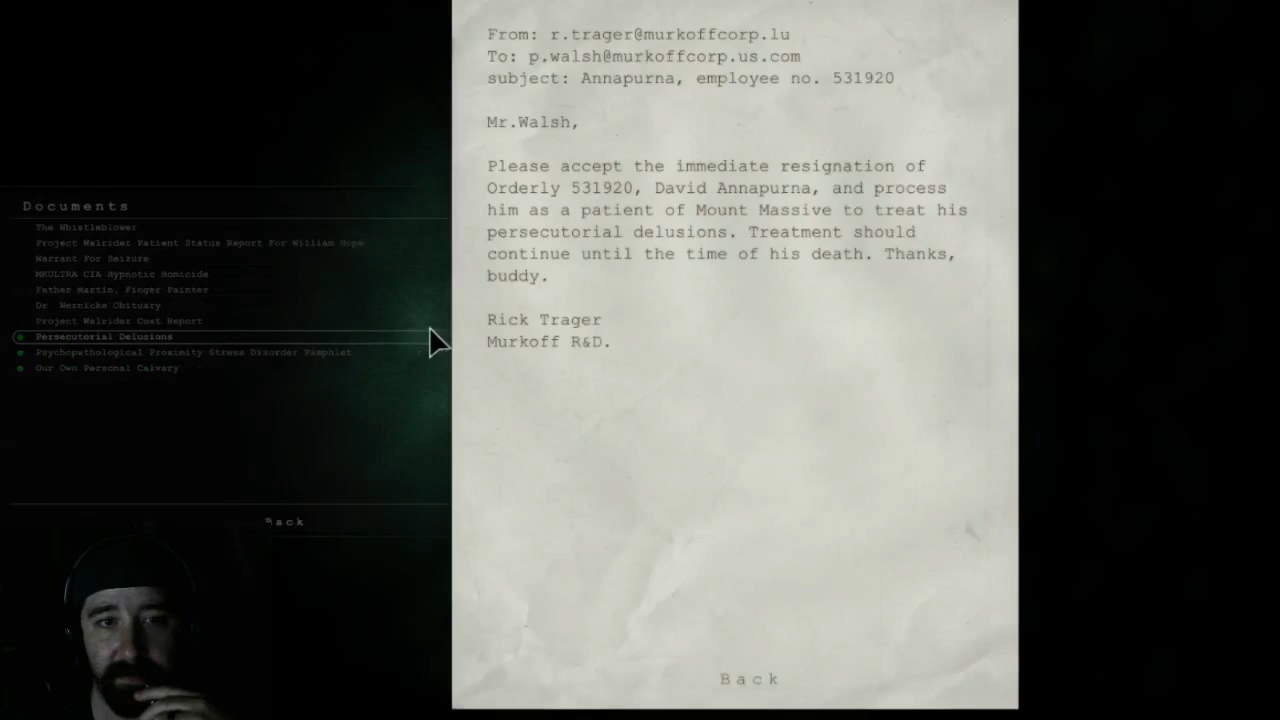 From: r.trager@murkoffcorp.lu
To: p.walsh@murkoffcorp.us.com
subject: Annapurna, employee no. 531920
Mr.Walsh,
Please accept the immediate resignation of
Orderly 531920, David Annapurna, and process
him as a patient of Mount Massive to treat his
persecutorial delusions. Treatment should
continue until the time of his death. Thanks,
buddy.
Rick Trager
Murkoff R&D.
Back
Documents
The Whistleblower
Project Walrider Patient Status Report For William Hope
Warrant For Seizure
MKULTRA CIA Hypnotic Homicide
Father Martin, Finger Painter
Dr Wernicke Obituary
Project Walrider Cost Report
Persecutorial Delusions
Psychopathological Proximity Stress Disorder Pamphlet
Our Own Personal Calvary
Back